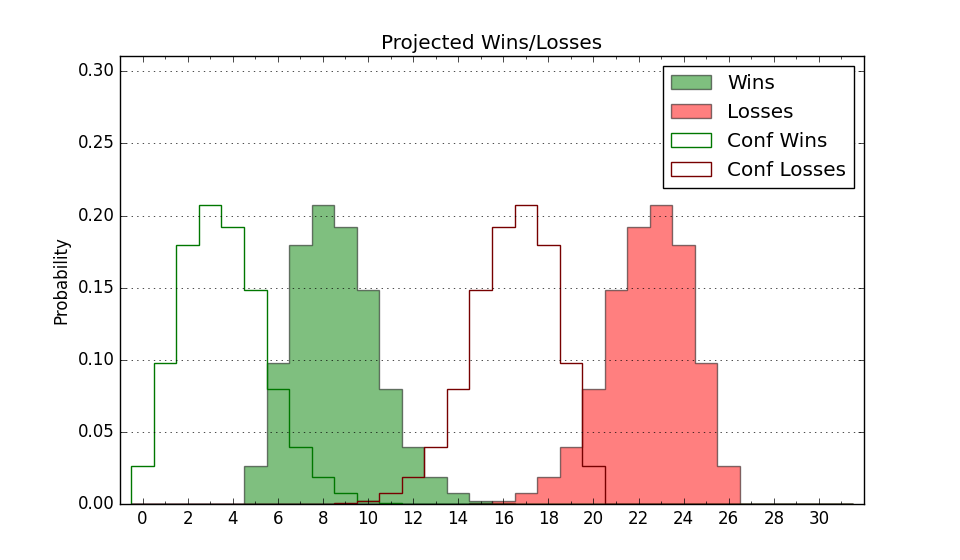 Projected Wins/Losses
0.30
0.25
0.20
0.15
0.10
0.05
0.00
Probability
Wins
Losses
Conf Wins
Conf Losses
0 2 4 6 8 10 12 14 16 18 20 22 24 26 28 30